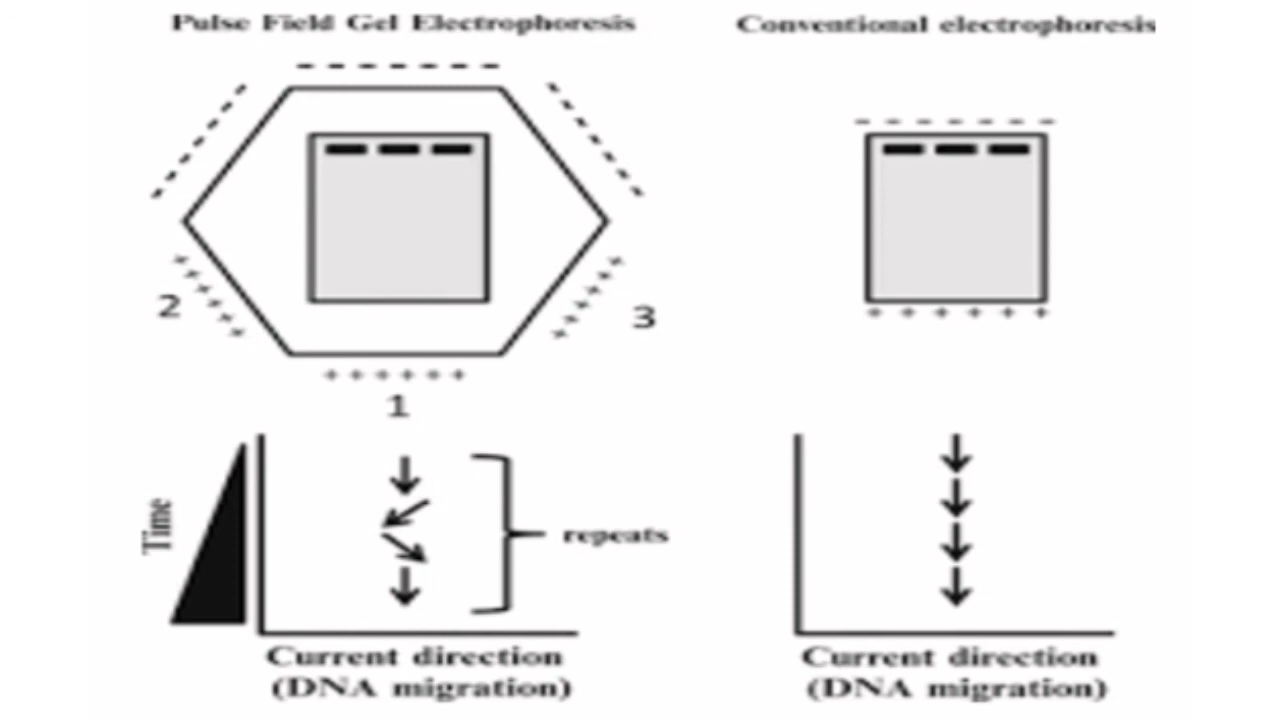 Pulse Field Gel Electrophoresis
Conventional electrophoresis
- - - - - - - -
- - - - - - -
2
3
+ + + + + +
+ + + + + +
1
Time
repeats
Current direction
(DNA migration)
Current direction
(DNA migration)